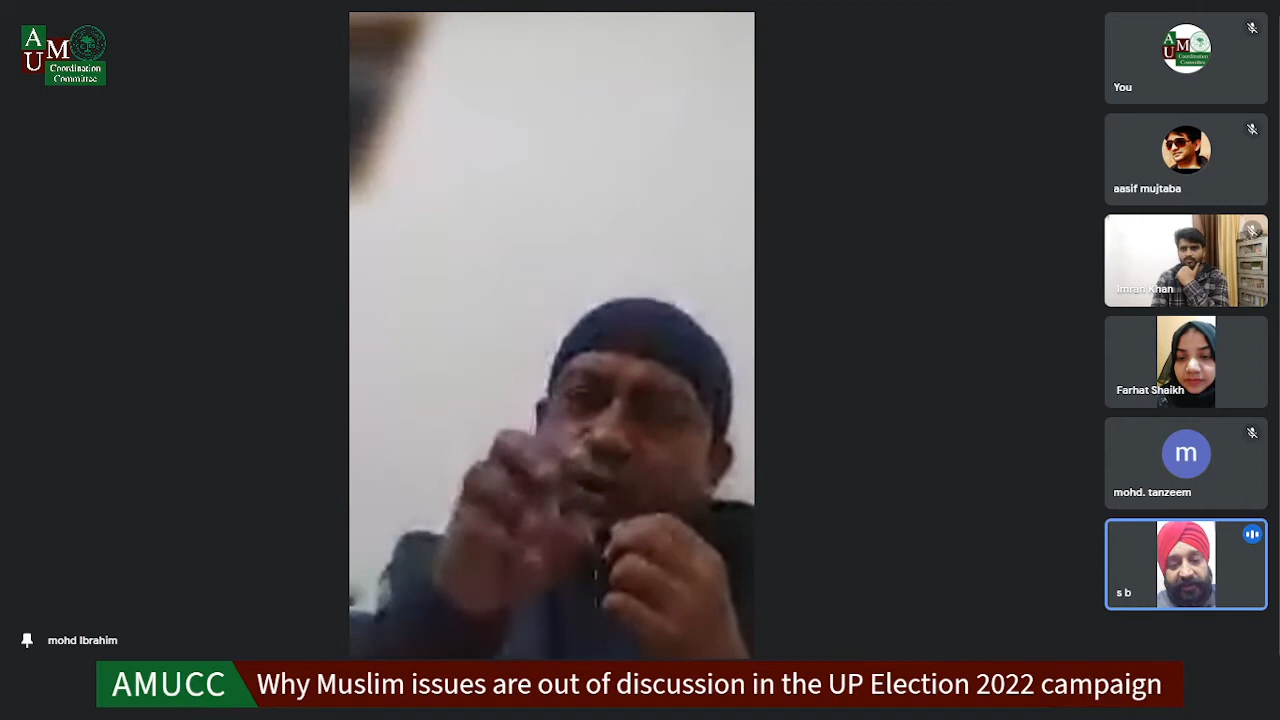 A
U M
Coordination
Committee
You
aasif mujtaba
Imran Khan
Farhat Shaikh
m
mohd. tanzeem
s b
mohd Ibrahim
AMUCC
Why Muslim issues are out of discussion in the UP Election 2022 campaign